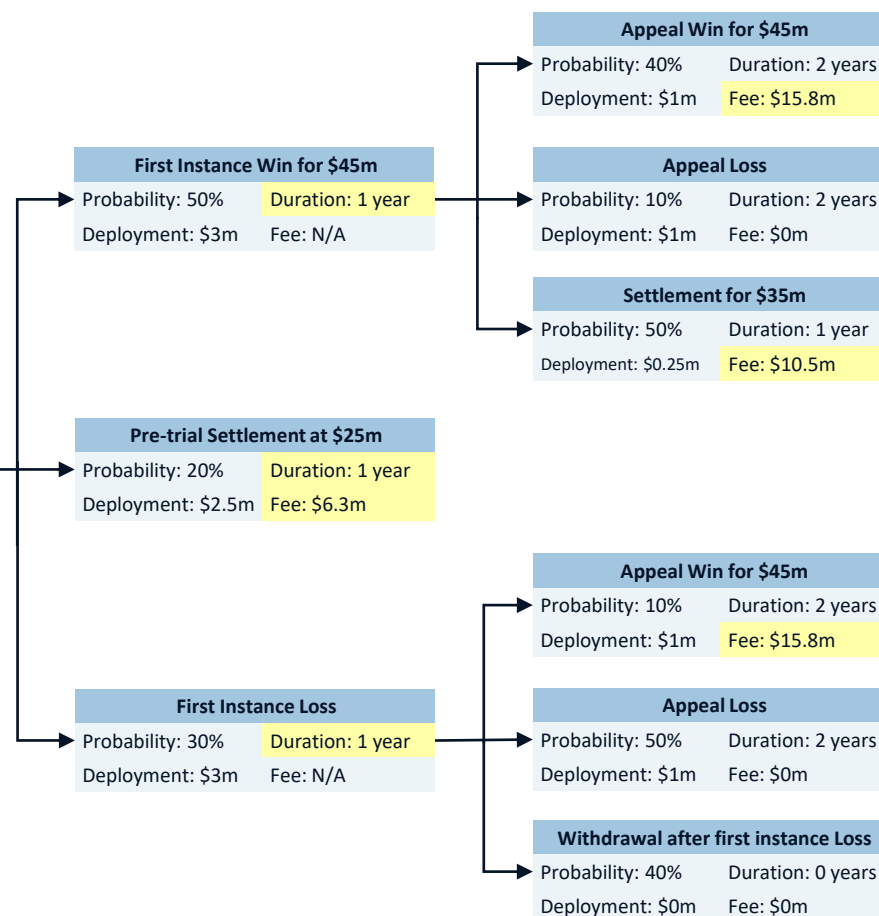 Appeal Win for $45m
Probability: 40% Duration: 2 years
Deployment: $1m Fee: $15.8m
First Instance Win for $45m
Probability: 50% Duration: 1 year
Deployment: $3m Fee: N/A
Appeal Loss
Probability: 10% Duration: 2 years
Deployment: $1m Fee: $0m
Settlement for $35m
Probability: 50% Duration: 1 year
Deployment: $0.25m Fee: $10.5m
Pre-trial Settlement at $25m
Probability: 20% Duration: 1 year
Deployment: $2.5m Fee: $6.3m
Appeal Win for $45m
Probability: 10% Duration: 2 years
Deployment: $1m Fee: $15.8m
First Instance Loss
Probability: 30% Duration: 1 year
Deployment: $3m Fee: N/A
Appeal Loss
Probability: 50% Duration: 2 years
Deployment: $1m Fee: $0m
Withdrawal after first instance Loss
Probability: 40% Duration: 0 years
Deployment: $0m Fee: $0m